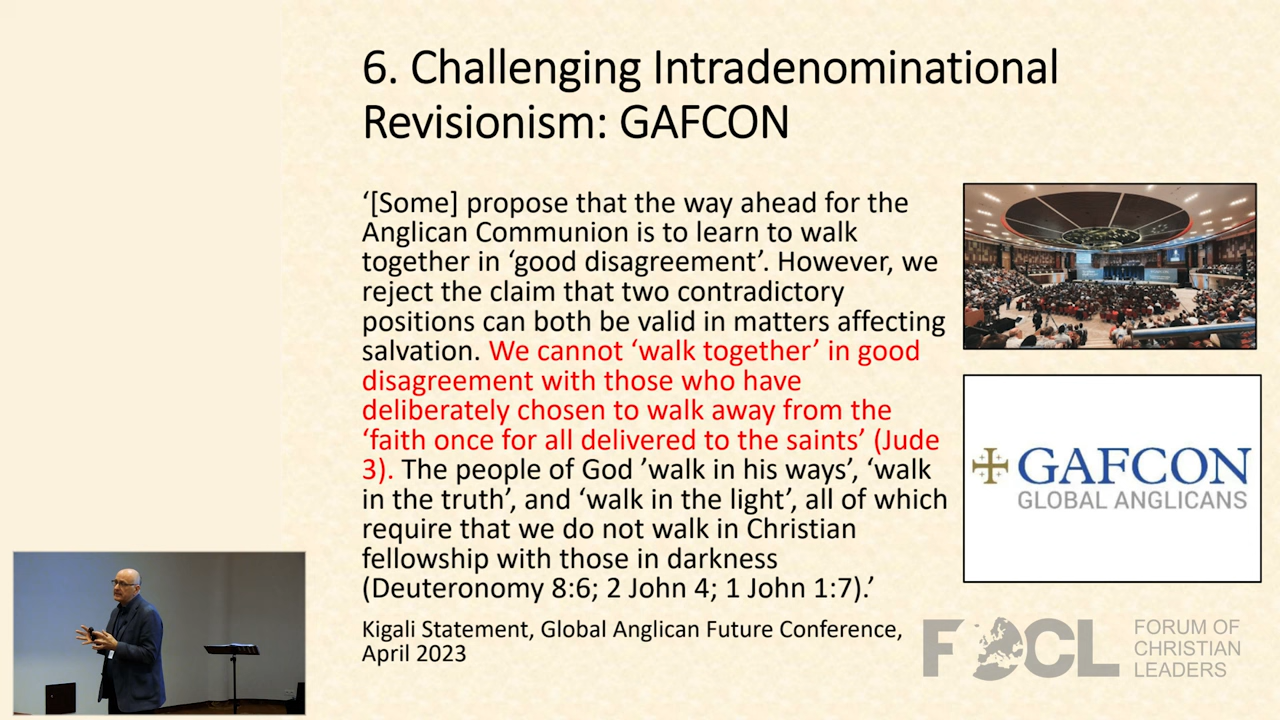 6. Challenging Intradenominational
Revisionism: GAFCON
‘[Some] propose that the way ahead for the
Anglican Communion is to learn to walk
together in ‘good disagreement’. However, we
reject the claim that two contradictory
positions can both be valid in matters affecting
salvation. We cannot ‘walk together’ in good
disagreement with those who have
deliberately chosen to walk away from the
‘faith once for all delivered to the saints’ (Jude
3). The people of God ’walk in his ways’, ‘walk
in the truth’, and ‘walk in the light’, all of which
require that we do not walk in Christian
fellowship with those in darkness
(Deuteronomy 8:6; 2 John 4; 1 John 1:7).’
Kigali Statement, Global Anglican Future Conference,
April 2023
GAFCON
GLOBAL ANGLICANS
FOCL
FORUM OF
CHRISTIAN
LEADERS